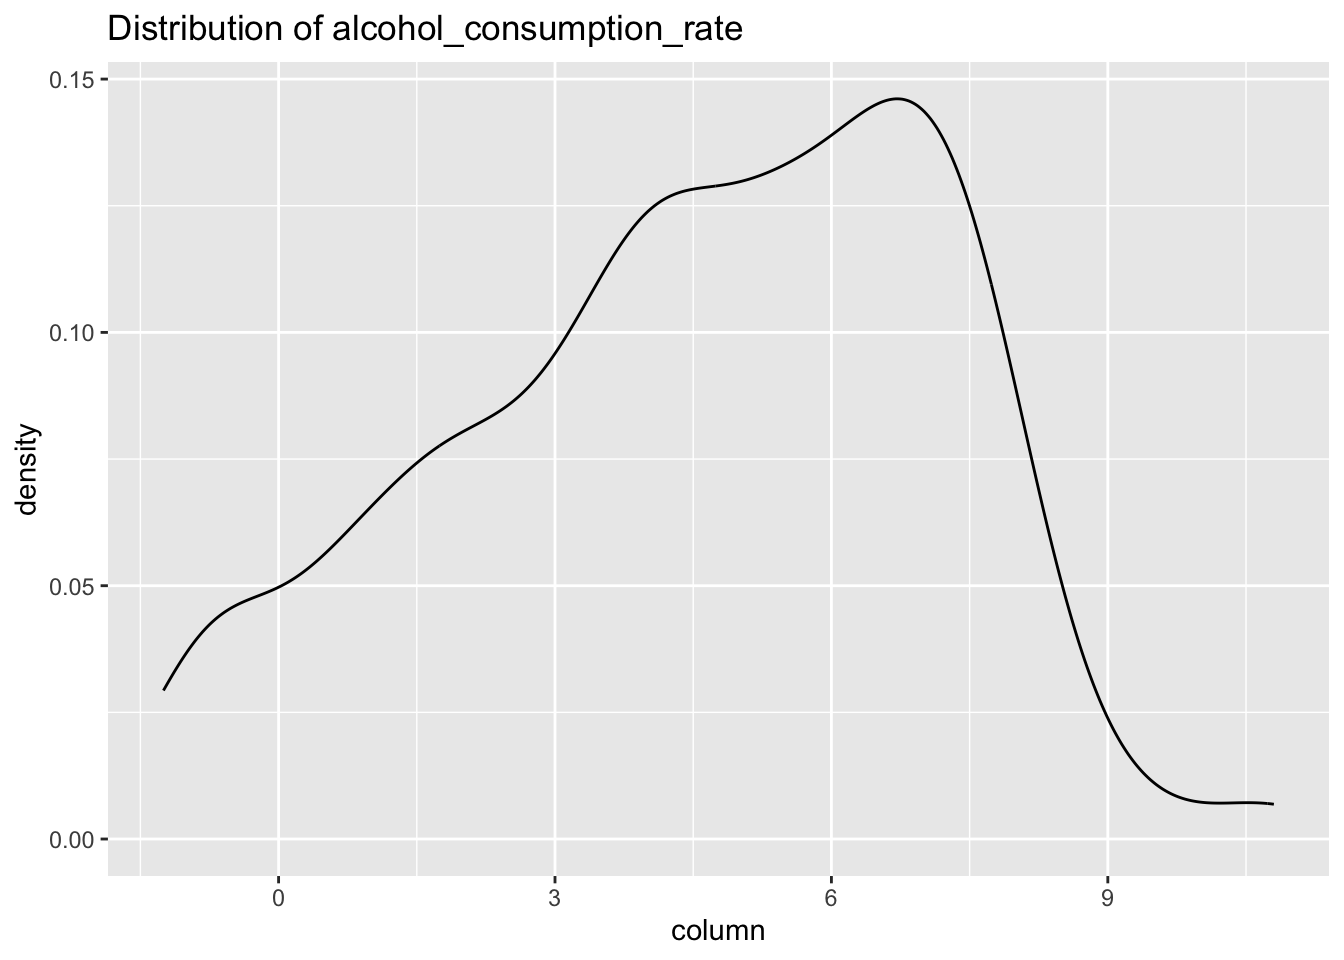 Distribution of alcohol_consumption_rate
0.15
0.10
0.05
0.00
density
0 3 6 9
column